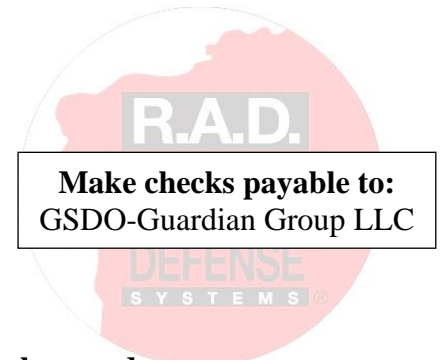 R.A.D.
Make checks payable to:
GSDO-Guardian Group LLC
DEFENSE
SYSTEMS®